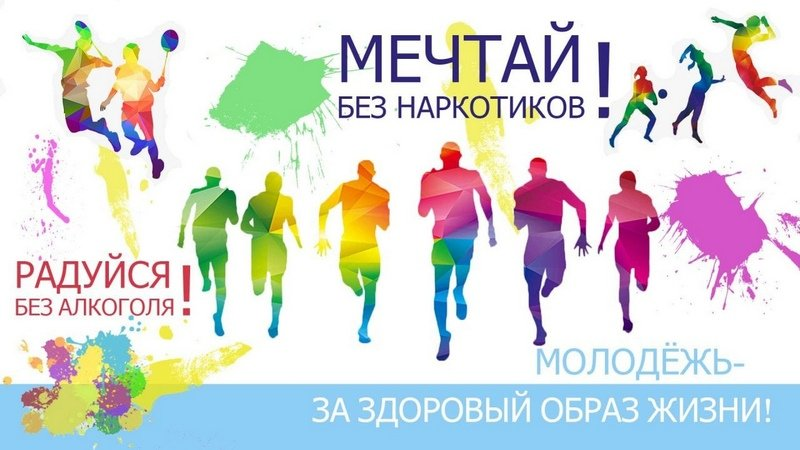 МЕЧТАЙ
БЕЗ НАРКОТИКОВ!
РАДУЙСЯ
БЕЗ АЛКОГОЛЯ!
МОЛОДЁЖЬ-
ЗА ЗДОРОВЫЙ ОБРАЗ ЖИЗНИ!